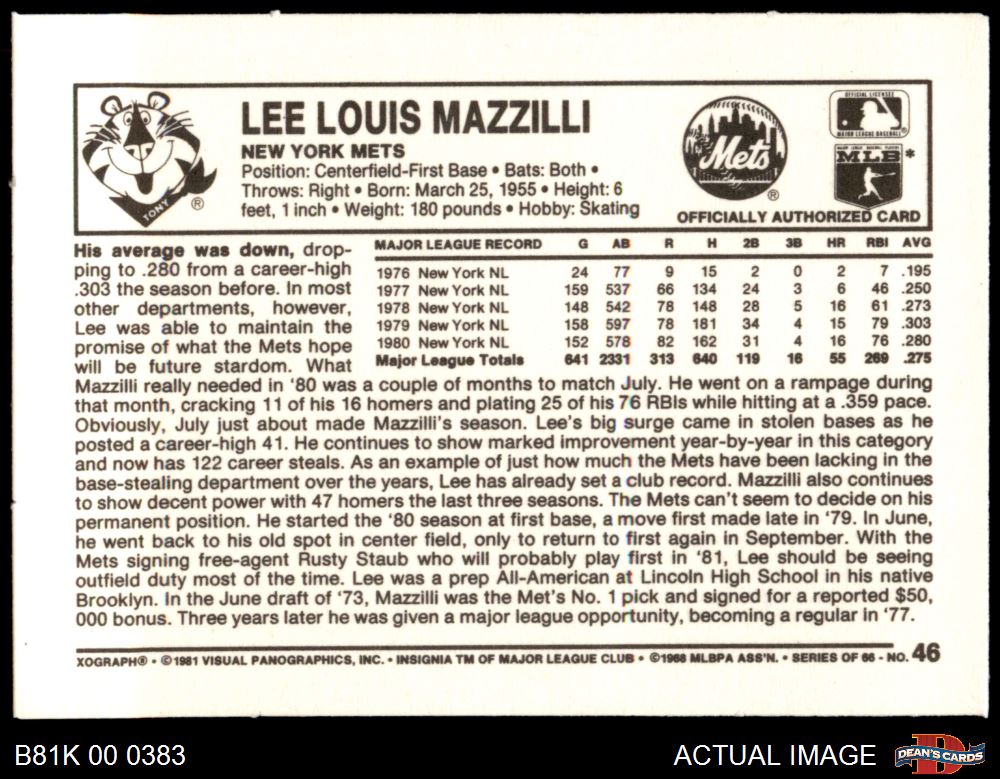 TONY
®
LEE LOUIS MAZZILLI
NEW YORK METS
Position: Centerfield-First Base • Bats: Both •
Throws: Right • Born: March 25, 1955 • Height: 6
feet, 1 inch • Weight: 180 pounds • Hobby: Skating
Mets
®
OFFICIAL LICENSEE
MAJOR LEAGUE BASEBALL
®
MAJOR LEAGUE BASEBALL PLAYERS
MLB *
OFFICIALLY AUTHORIZED CARD
MAJOR LEAGUE RECORD G AB R H 2B 3B HR RBI AVG
1976 New York NL 24 77 9 15 2 0 2 7 .195
1977 New York NL 159 537 66 134 24 3 6 46 .250
1978 New York NL 148 542 78 148 28 5 16 61 .273
1979 New York NL 158 597 78 181 34 4 15 79 .303
1980 New York NL 152 578 82 162 31 4 16 76 .280
Major League Totals 641 2331 313 640 119 16 55 269 .275
His average was down, drop-
ping to .280 from a career-high
.303 the season before. In most
other departments, however,
Lee was able to maintain the
promise of what the Mets hope
will be future stardom. What
Mazzilli really needed in '80 was a couple of months to match July. He went on a rampage during
that month, cracking 11 of his 16 homers and plating 25 of his 76 RBIs while hitting at a .359 pace.
Obviously, July just about made Mazzilli's season. Lee's big surge came in stolen bases as he
posted a career-high 41. He continues to show marked improvement year-by-year in this category
and now has 122 career steals. As an example of just how much the Mets have been lacking in the
base-stealing department over the years, Lee has already set a club record. Mazzilli also continues
to show decent power with 47 homers the last three seasons. The Mets can't seem to decide on his
permanent position. He started the '80 season at first base, a move first made late in '79. In June,
he went back to his old spot in center field, only to return to first again in September. With the
Mets signing free-agent Rusty Staub who will probably play first in '81, Lee should be seeing
outfield duty most of the time. Lee was a prep All-American at Lincoln High School in his native
Brooklyn. In the June draft of '73, Mazzilli was the Met's No. 1 pick and signed for a reported $50,
000 bonus. Three years later he was given a major league opportunity, becoming a regular in '77.
XOGRAPH® • ©1981 VISUAL PANOGRAPHICS, INC. • INSIGNIA TM OF MAJOR LEAGUE CLUB • ©1968 MLBPA ASS'N. • SERIES OF 66 - NO. 46
B81K 00 0383
ACTUAL IMAGE
DEAN'S CARDS